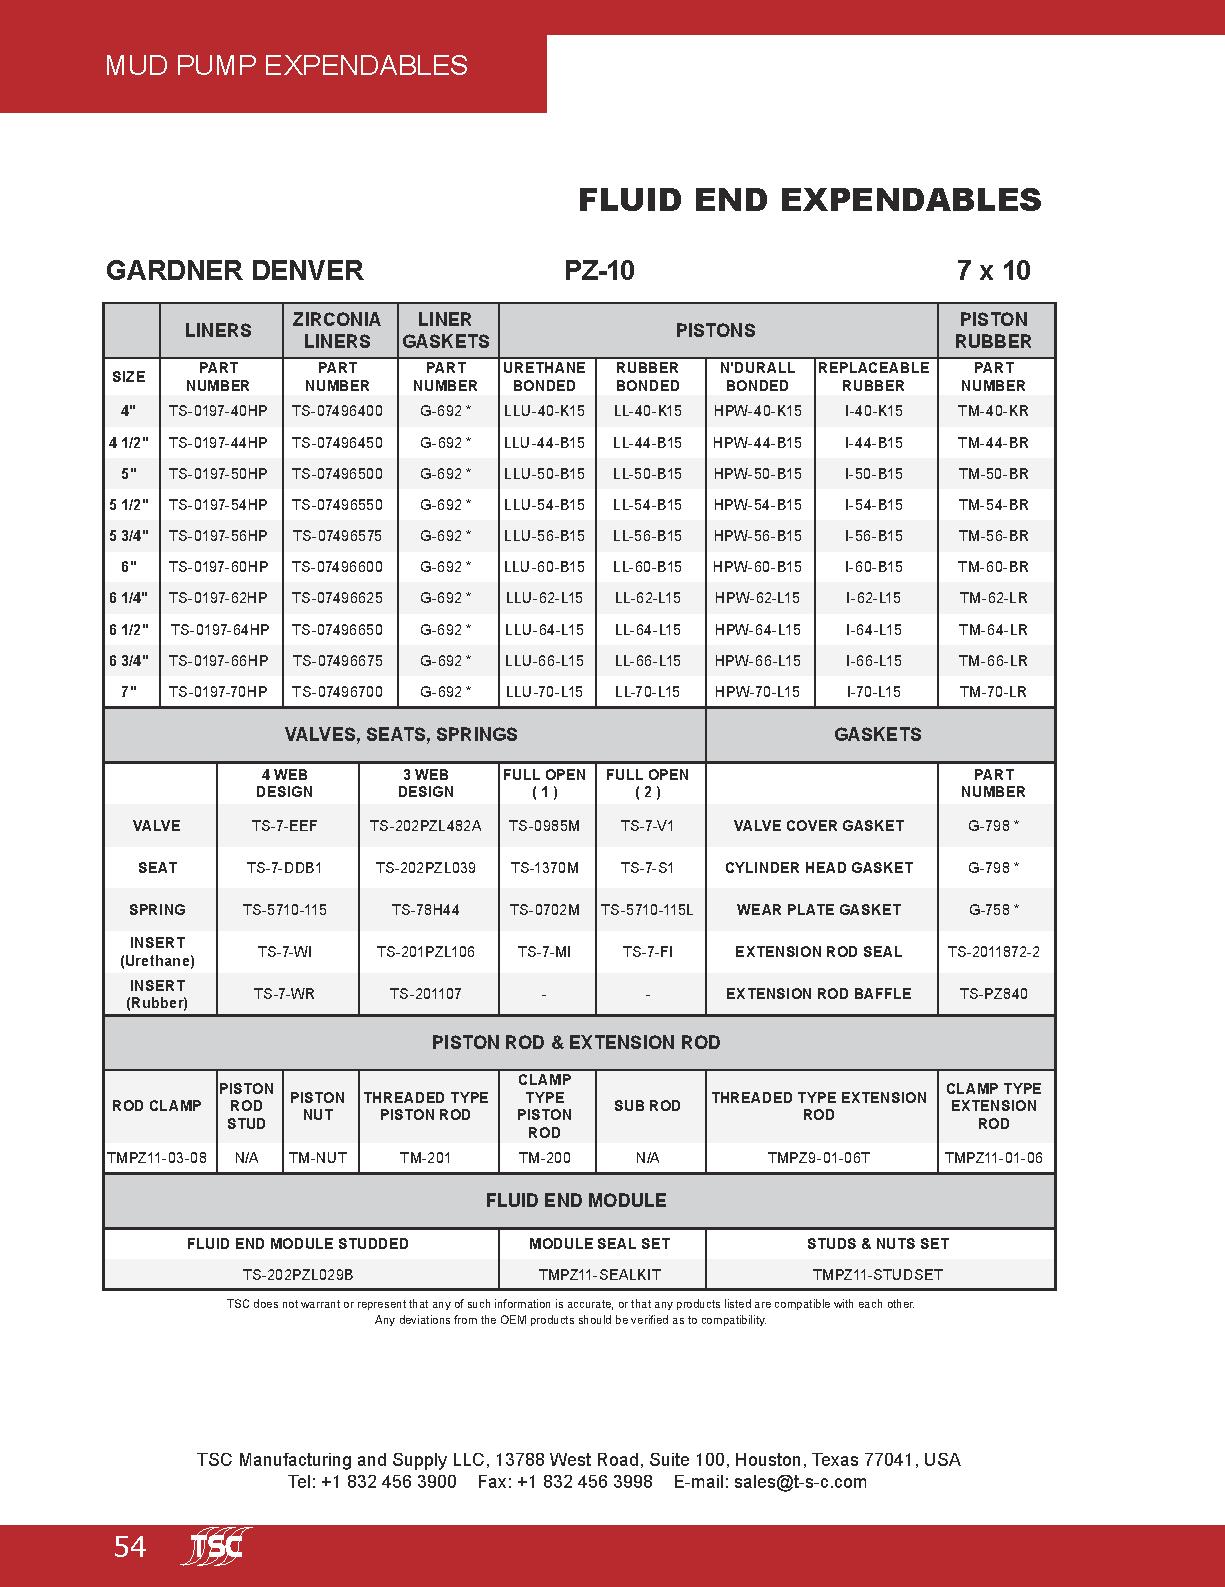 MUD PUMP EXPENDABLES
FLUID END EXPENDABLES
GARDNER DENVER PZ-10 7 x 10
LINERS ZIRCONIA LINERS LINER GASKETS PISTONS PISTON RUBBER
SIZE PART NUMBER PART NUMBER PART NUMBER URETHANE BONDED RUBBER BONDED N'DURALL BONDED REPLACEABLE RUBBER PART NUMBER
4" TS-0197-40HP TS-07496400 G-692 * LLU-40-K15 LL-40-K15 HPW-40-K15 I-40-K15 TM-40-KR
4 1/2" TS-0197-44HP TS-07496450 G-692 * LLU-44-B15 LL-44-B15 HPW-44-B15 I-44-B15 TM-44-BR
5" TS-0197-50HP TS-07496500 G-692 * LLU-50-B15 LL-50-B15 HPW-50-B15 I-50-B15 TM-50-BR
5 1/2" TS-0197-54HP TS-07496550 G-692 * LLU-54-B15 LL-54-B15 HPW-54-B15 I-54-B15 TM-54-BR
5 3/4" TS-0197-56HP TS-07496575 G-692 * LLU-56-B15 LL-56-B15 HPW-56-B15 I-56-B15 TM-56-BR
6" TS-0197-60HP TS-07496600 G-692 * LLU-60-B15 LL-60-B15 HPW-60-B15 I-60-B15 TM-60-BR
6 1/4" TS-0197-62HP TS-07496625 G-692 * LLU-62-L15 LL-62-L15 HPW-62-L15 I-62-L15 TM-62-LR
6 1/2" TS-0197-64HP TS-07496650 G-692 * LLU-64-L15 LL-64-L15 HPW-64-L15 I-64-L15 TM-64-LR
6 3/4" TS-0197-66HP TS-07496675 G-692 * LLU-66-L15 LL-66-L15 HPW-66-L15 I-66-L15 TM-66-LR
7" TS-0197-70HP TS-07496700 G-692 * LLU-70-L15 LL-70-L15 HPW-70-L15 I-70-L15 TM-70-LR
VALVES, SEATS, SPRINGS GASKETS
4 WEB DESIGN 3 WEB DESIGN FULL OPEN ( 1 ) FULL OPEN ( 2 ) PART NUMBER
VALVE TS-7-EEF TS-202PZL482A TS-0985M TS-7-V1 VALVE COVER GASKET G-798 *
SEAT TS-7-DDB1 TS-202PZL039 TS-1370M TS-7-S1 CYLINDER HEAD GASKET G-798 *
SPRING TS-5710-115 TS-78H44 TS-0702M TS-5710-115L WEAR PLATE GASKET G-758 *
INSERT (Urethane) TS-7-WI TS-201PZL106 TS-7-MI TS-7-FI EXTENSION ROD SEAL TS-2011872-2
INSERT (Rubber) TS-7-WR TS-201107 - - EXTENSION ROD BAFFLE TS-PZ840
PISTON ROD & EXTENSION ROD
ROD CLAMP PISTON ROD STUD PISTON NUT THREADED TYPE PISTON ROD CLAMP TYPE PISTON ROD SUB ROD THREADED TYPE EXTENSION ROD CLAMP TYPE EXTENSION ROD
TMPZ11-03-08 N/A TM-NUT TM-201 TM-200 N/A TMPZ9-01-06T TMPZ11-01-06
FLUID END MODULE
FLUID END MODULE STUDDED MODULE SEAL SET STUDS & NUTS SET
TS-202PZL029B TMPZ11-SEALKIT TMPZ11-STUDSET
TSC does not warrant or represent that any of such information is accurate, or that any products listed are compatible with each other.
Any deviations from the OEM products should be verified as to compatibility.
TSC Manufacturing and Supply LLC, 13788 West Road, Suite 100, Houston, Texas 77041, USA
Tel: +1 832 456 3900 Fax: +1 832 456 3998 E-mail: sales@t-s-c.com
54 TSC